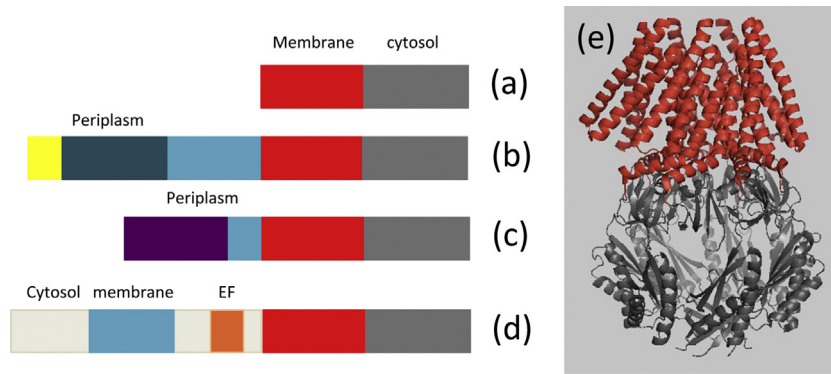 Membrane cytosol
(a)
Periplasm
(b)
Periplasm
(c)
Cytosol membrane EF
(d)
(e)